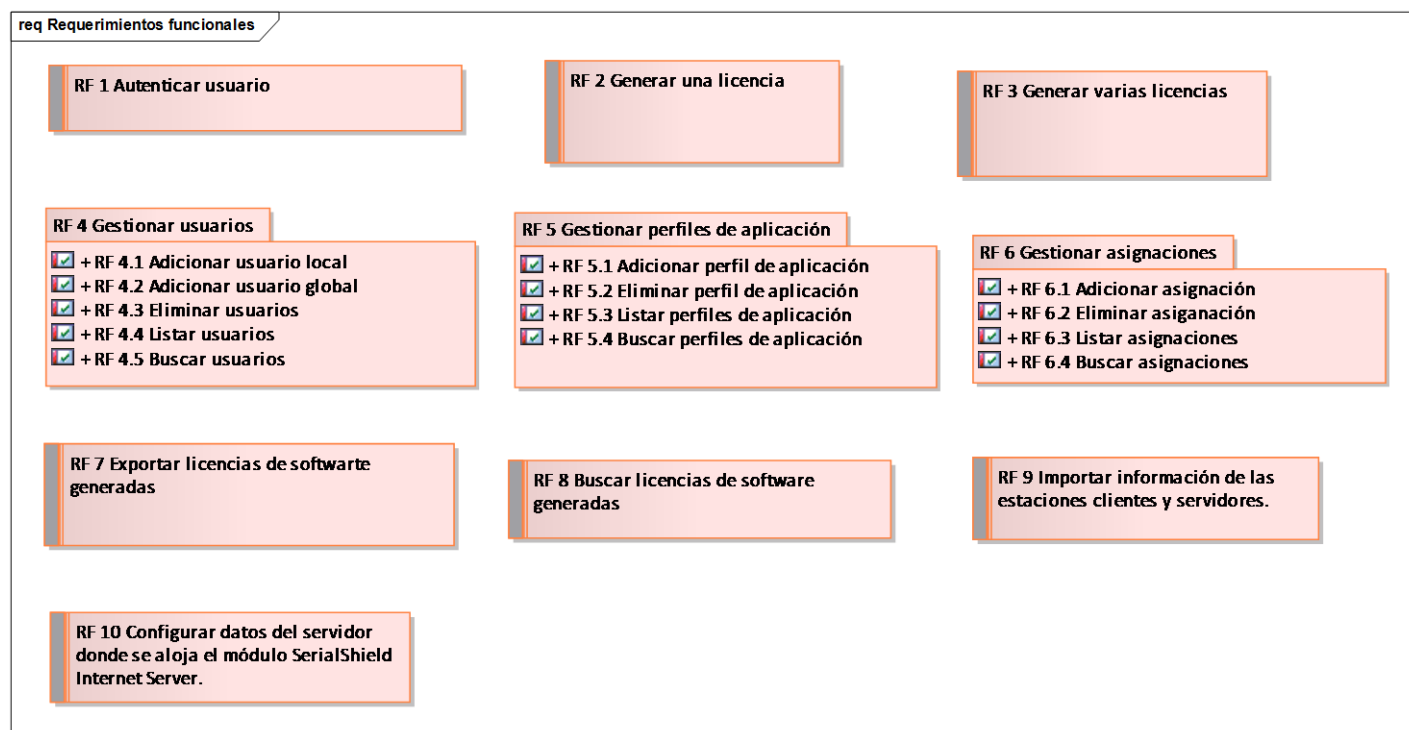 req Requerimientos funcionales
RF 1 Autenticar usuario
RF 2 Generar una licencia
RF 3 Generar varias licencias
RF 4 Gestionar usuarios
+ RF 4.1 Adicionar usuario local
+ RF 4.2 Adicionar usuario global
+ RF 4.3 Eliminar usuarios
+ RF 4.4 Listar usuarios
+ RF 4.5 Buscar usuarios
RF 5 Gestionar perfiles de aplicación
+ RF 5.1 Adicionar perfil de aplicación
+ RF 5.2 Eliminar perfil de aplicación
+ RF 5.3 Listar perfiles de aplicación
+ RF 5.4 Buscar perfiles de aplicación
RF 6 Gestionar asignaciones
+ RF 6.1 Adicionar asignación
+ RF 6.2 Eliminar asiganación
+ RF 6.3 Listar asignaciones
+ RF 6.4 Buscar asignaciones
RF 7 Exportar licencias de softwarte
generadas
RF 8 Buscar licencias de software
generadas
RF 9 Importar información de las
estaciones clientes y servidores.
RF 10 Configurar datos del servidor
donde se aloja el módulo SerialShield
Internet Server.